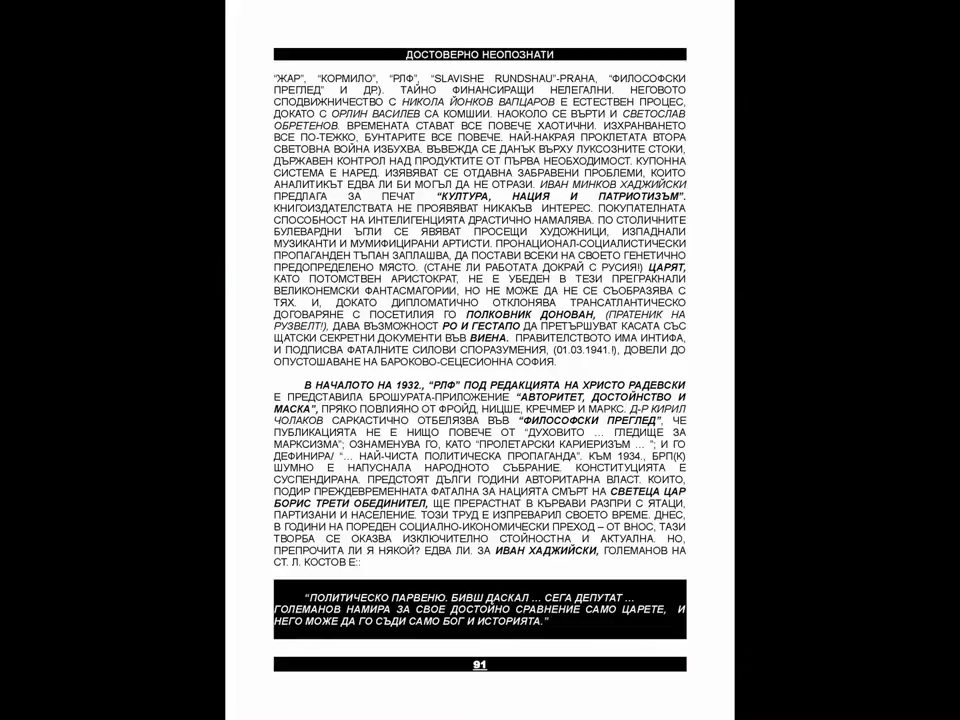 ДОСТОВЕРНО НЕОПОЗНАТИ
“ЖАР”, “КОРМИЛО”, “РЛФ”, “SLAVISHE RUNDSHAU”-PRAHA, “ФИЛОСОФСКИ
ПРЕГЛЕД” И ДР.). ТАЙНО ФИНАНСИРАЩИ НЕЛЕГАЛНИ. НЕГОВОТО
СПОДВИЖНИЧЕСТВО С НИКОЛА ЙОНКОВ ВАПЦАРОВ Е ЕСТЕСТВЕН ПРОЦЕС,
ДОКАТО С ОРЛИН ВАСИЛЕВ СА КОМШИИ. НАОКОЛО СЕ ВЪРТИ И СВЕТОСЛАВ
ОБРЕТЕНОВ. ВРЕМЕНАТА СТАВАТ ВСЕ ПОВЕЧЕ ХАОТИЧНИ. ИЗХРАНВАНЕТО
ВСЕ ПО-ТЕЖКО, БУНТАРИТЕ ВСЕ ПОВЕЧЕ. НАЙ-НАКРАЯ ПРОКЛЕТАТА ВТОРА
СВЕТОВНА ВОЙНА ИЗБУХВА. ВЪВЕЖДА СЕ ДАНЪК ВЪРХУ ЛУКСОЗНИТЕ СТОКИ,
ДЪРЖАВЕН КОНТРОЛ НАД ПРОДУКТИТЕ ОТ ПЪРВА НЕОБХОДИМОСТ. КУПОННА
СИСТЕМА Е НАРЕД. ИЗЯВЯВАТ СЕ ОТДАВНА ЗАБРАВЕНИ ПРОБЛЕМИ, КОИТО
АНАЛИТИКЪТ ЕДВА ЛИ БИ МОГЪЛ ДА НЕ ОТРАЗИ. ИВАН МИНКОВ ХАДЖИЙСКИ
ПРЕДЛАГА ЗА ПЕЧАТ “КУЛТУРА, НАЦИЯ И ПАТРИОТИЗЪМ”.
КНИГОИЗДАТЕЛСТВАТА НЕ ПРОЯВЯВАТ НИКАКЪВ ИНТЕРЕС. ПОКУПАТЕЛНАТА
СПОСОБНОСТ НА ИНТЕЛИГЕНЦИЯТА ДРАСТИЧНО НАМАЛЯВА. ПО СТОЛИЧНИТЕ
БУЛЕВАРДНИ ЪГЛИ СЕ ЯВЯВАТ ПРОСЕЩИ ХУДОЖНИЦИ, ИЗПАДНАЛИ
МУЗИКАНТИ И МУМИФИЦИРАНИ АРТИСТИ. ПРОНАЦИОНАЛ-СОЦИАЛИСТИЧЕСКИ
ПРОПАГАНДЕН ТЪПАН ЗАПЛАШВА, ДА ПОСТАВИ ВСЕКИ НА СВОЕТО ГЕНЕТИЧНО
ПРЕДОПРЕДЕЛЕНО МЯСТО. (СТАНЕ ЛИ РАБОТАТА ДОКРАЙ С РУСИЯ!) ЦАРЯТ,
КАТО ПОТОМСТВЕН АРИСТОКРАТ, НЕ Е УБЕДЕН В ТЕЗИ ПРЕГРАКНАЛИ
ВЕЛИКОНЕМСКИ ФАНТАСМАГОРИИ, НО НЕ МОЖЕ ДА НЕ СЕ СЪОБРАЗЯВА С
ТЯХ. И, ДОКАТО ДИПЛОМАТИЧНО ОТКЛОНЯВА ТРАНСАТЛАНТИЧЕСКО
ДОГОВАРЯНЕ С ПОСЕТИЛИЯ ГО ПОЛКОВНИК ДОНОВАН, (ПРАТЕНИК НА
РУЗВЕЛТ!), ДАВА ВЪЗМОЖНОСТ РО И ГЕСТАПО ДА ПРЕТЪРШУВАТ КАСАТА СЪС
ЩАТСКИ СЕКРЕТНИ ДОКУМЕНТИ ВЪВ ВИЕНА. ПРАВИТЕЛСТВОТО ИМА ИНТИФА,
И ПОДПИСВА ФАТАЛНИТЕ СИЛОВИ СПОРАЗУМЕНИЯ, (01.03.1941.!), ДОВЕЛИ ДО
ОПУСТОШАВАНЕ НА БАРОКОВО-СЕЦЕСИОННА СОФИЯ.
В НАЧАЛОТО НА 1932., “РЛФ” ПОД РЕДАКЦИЯТА НА ХРИСТО РАДЕВСКИ
Е ПРЕДСТАВИЛА БРОШУРАТА-ПРИЛОЖЕНИЕ “АВТОРИТЕТ, ДОСТОЙНСТВО И
МАСКА”, ПРЯКО ПОВЛИЯНО ОТ ФРОЙД, НИЦШЕ, КРЕЧМЕР И МАРКС. Д-Р КИРИЛ
ЧОЛАКОВ САРКАСТИЧНО ОТБЕЛЯЗВА ВЪВ “ФИЛОСОФСКИ ПРЕГЛЕД”, ЧЕ
ПУБЛИКАЦИЯТА НЕ Е НИЩО ПОВЕЧЕ ОТ “ДУХОВИТО … ГЛЕДИЩЕ ЗА
МАРКСИЗМА”; ОЗНАМЕНУВА ГО, КАТО “ПРОЛЕТАРСКИ КАРИЕРИЗЪМ … ”; И ГО
ДЕФИНИРА/ “… НАЙ-ЧИСТА ПОЛИТИЧЕСКА ПРОПАГАНДА”. КЪМ 1934., БРП(К)
ШУМНО Е НАПУСНАЛА НАРОДНОТО СЪБРАНИЕ. КОНСТИТУЦИЯТА Е
СУСПЕНДИРАНА. ПРЕДСТОЯТ ДЪЛГИ ГОДИНИ АВТОРИТАРНА ВЛАСТ. КОИТО,
ПОДИР ПРЕЖДЕВРЕМЕННАТА ФАТАЛНА ЗА НАЦИЯТА СМЪРТ НА СВЕТЕЦА ЦАР
БОРИС ТРЕТИ ОБЕДИНИТЕЛ, ЩЕ ПРЕРАСТНАТ В КЪРВАВИ РАЗПРИ С ЯТАЦИ,
ПАРТИЗАНИ И НАСЕЛЕНИЕ. ТОЗИ ТРУД Е ИЗПРЕВАРИЛ СВОЕТО ВРЕМЕ. ДНЕС,
В ГОДИНИ НА ПОРЕДЕН СОЦИАЛНО-ИКОНОМИЧЕСКИ ПРЕХОД – ОТ ВНОС, ТАЗИ
ТВОРБА СЕ ОКАЗВА ИЗКЛЮЧИТЕЛНО СТОЙНОСТНА И АКТУАЛНА. НО,
ПРЕПРОЧИТА ЛИ Я НЯКОЙ? ЕДВА ЛИ. ЗА ИВАН ХАДЖИЙСКИ, ГОЛЕМАНОВ НА
СТ. Л. КОСТОВ Е::
“ПОЛИТИЧЕСКО ПАРВЕНЮ. БИВШ ДАСКАЛ … СЕГА ДЕПУТАТ …
ГОЛЕМАНОВ НАМИРА ЗА СВОЕ ДОСТОЙНО СРАВНЕНИЕ САМО ЦАРЕТЕ, И
НЕГО МОЖЕ ДА ГО СЪДИ САМО БОГ И ИСТОРИЯТА.”
91